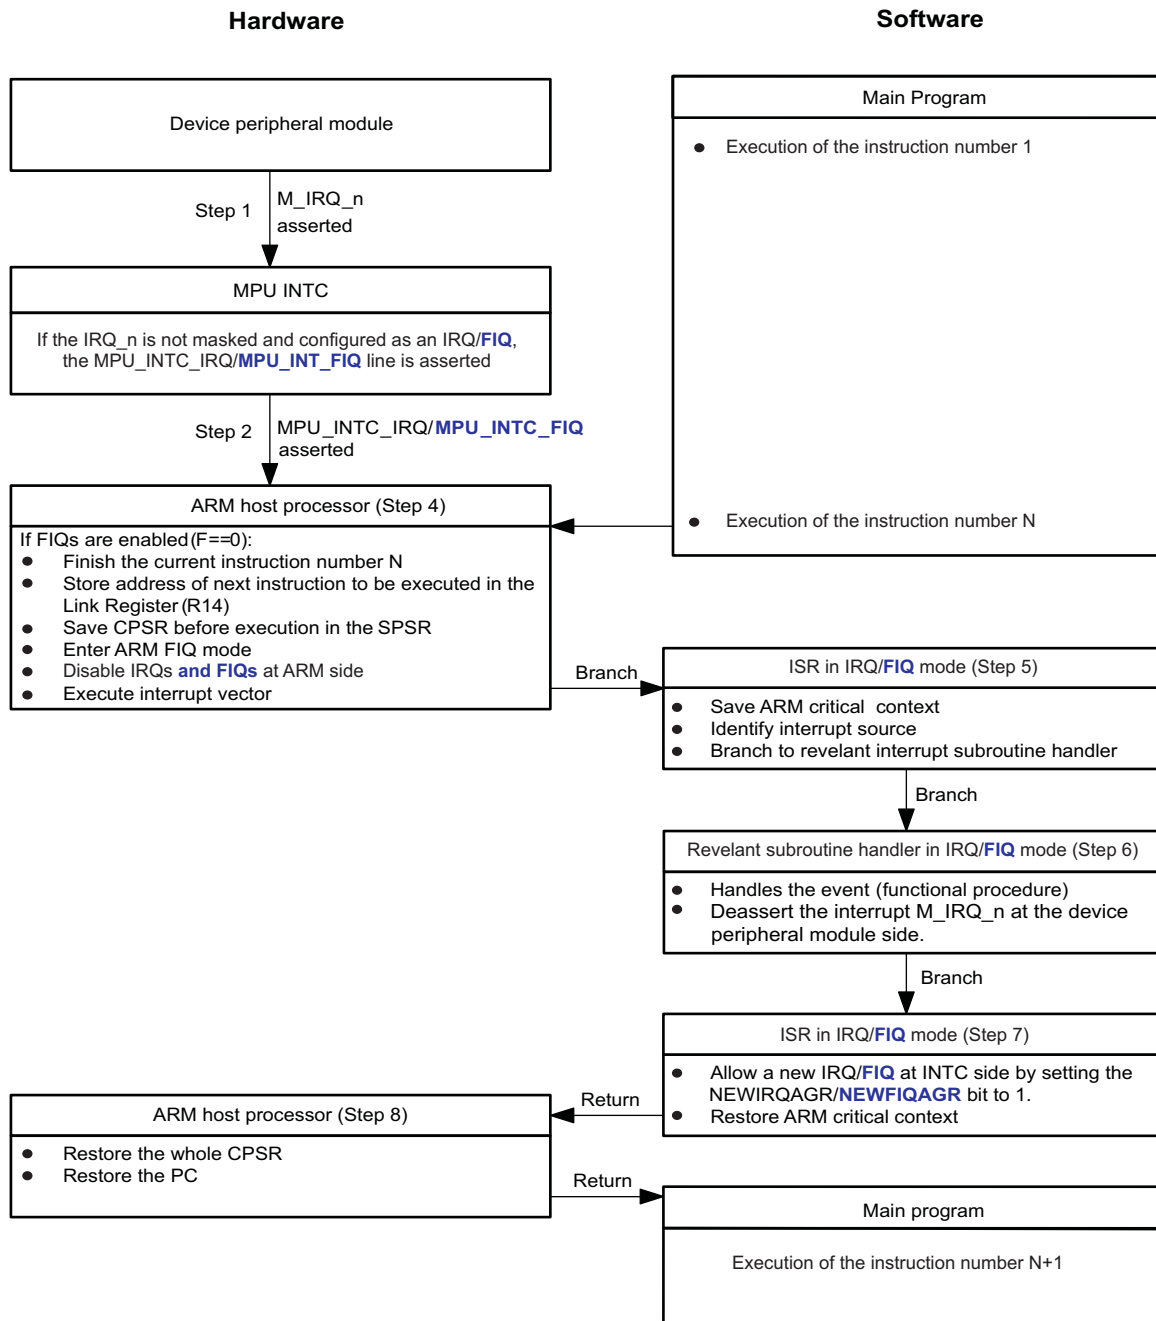 Hardware
Software
Device peripheral module
Main Program
Execution of the instruction number 1
Step 1
M_IRQ_n
asserted
MPU INTC
If the IRQ_n is not masked and configured as an IRQ/FIQ,
the MPU_INTC_IRQ/MPU_INT_FIQ line is asserted
Step 2
MPU_INTC_IRQ/MPU_INTC_FIQ
asserted
ARM host processor (Step 4)
Execution of the instruction number N
If FIQs are enabled(F==0):
Finish the current instruction number N
Store address of next instruction to be executed in the
Link Register(R14)
Save CPSR before execution in the SPSR
Enter ARM FIQ mode
Disable IRQs and FIQs at ARM side
Execute interrupt vector
Branch
ISR in IRQ/FIQ mode (Step 5)
Save ARM critical context
Identify interrupt source
Branch to revelant interrupt subroutine handler
Branch
Revelant subroutine handler in IRQ/FIQ mode (Step 6)
Handles the event (functional procedure)
Deassert the interrupt M_IRQ_n at the device
peripheral module side.
Branch
ISR in IRQ/FIQ mode (Step 7)
Allow a new IRQ/FIQ at INTC side by setting the
NEWIRQAGR/NEWFIQAGR bit to 1.
Restore ARM critical context
Return
ARM host processor (Step 8)
Restore the whole CPSR
Restore the PC
Return
Main program
Execution of the instruction number N+1